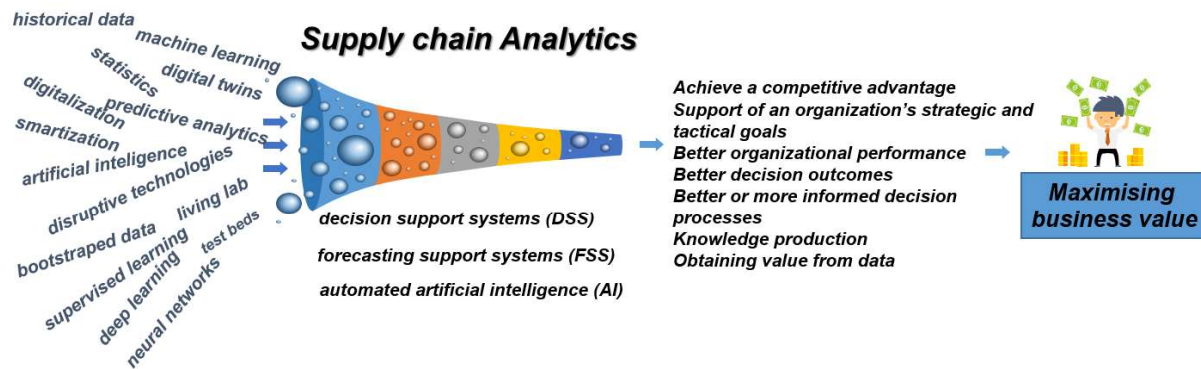 historical data
machine learning
statistics
digital twins
digitalization
predictive analytics
smartization
artificial inteligence
disruptive technologies
living lab
bootstraped data
test beds
supervised learning
deep learning
neural networks
Supply chain Analytics
decision support systems (DSS)
forecasting support systems (FSS)
automated artificial intelligence (AI)
Achieve a competitive advantage
Support of an organization's strategic and
tactical goals
Better organizational performance
Better decision outcomes
Better or more informed decision
processes
Knowledge production
Obtaining value from data
Maximising
business value